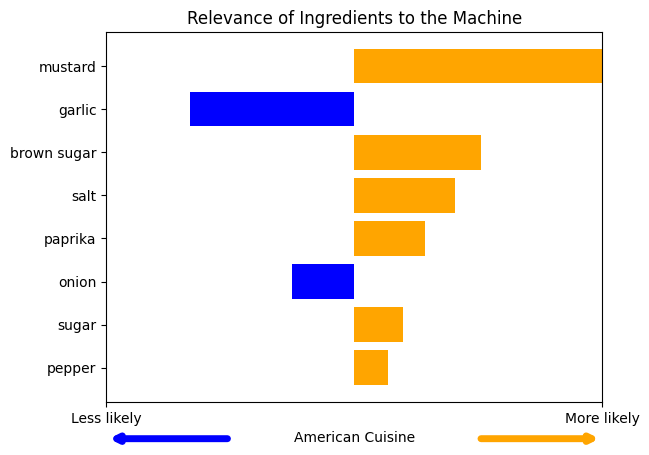 Relevance of Ingredients to the Machine
mustard
garlic
brown sugar
salt
paprika
onion
sugar
pepper
Less likely More likely
American Cuisine